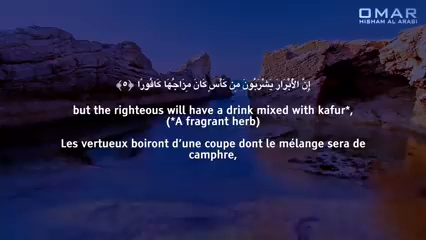 OMAR
HISHAM AL ARABI
إِنَّ الْأَبْرَارَ يَشْرَبُونَ مِن كَأْسٍ كَانَ مِزَاجُهَا كَافُورًا ﴿٥﴾
but the righteous will have a drink mixed with kafur*,
(*A fragrant herb)
Les vertueux boiront d'une coupe dont le mélange sera de
camphre,